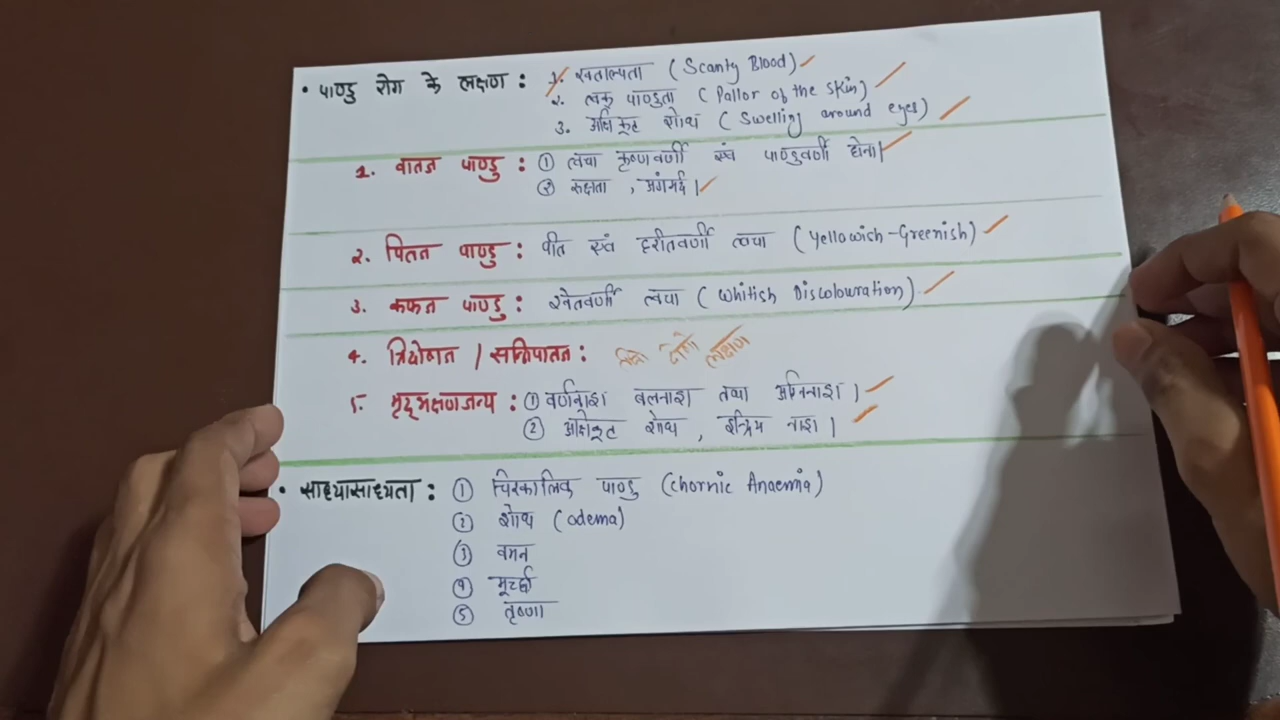 • पाण्डु रोग के लक्षण : 1. रक्ताल्पता (Scanty Blood)
2. त्वक् पाण्डुता (Pallor of the skin)
3. अक्षिकूट शोथ (Swelling around eyes)
1. वातज पाण्डु : ① त्वचा कृष्णवर्णी एवं पाण्डुवर्णी होना।
② रुक्षता , अंगमर्द।
2. पित्तज पाण्डु : पीत एवं हरीतवर्णी त्वचा (Yellowish-Greenish)
3. कफज पाण्डु : श्वेतवर्णी त्वचा (Whitish Discolouration)
4. त्रिदोषज / सन्निपातज : लक्षण
5. मृद्भक्षणजन्य : ① वर्णनाश बलनाश तथा अग्निनाश।
② अक्षिकूट शोथ , इन्द्रिय नाश।
• साध्यासाध्यता : ① चिरकालिक पाण्डु (Chornic Anaemia)
② शोथ (odema)
③ वमन
④ मूर्च्छा
⑤ तृष्णा